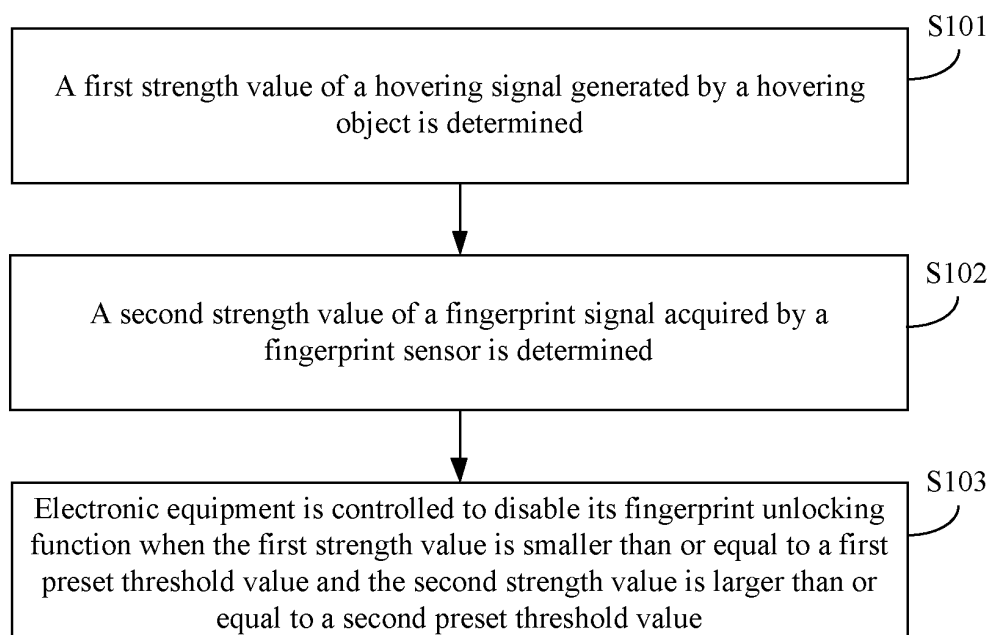 S101
A first strength value of a hovering signal generated by a hovering
object is determined
S102
A second strength value of a fingerprint signal acquired by a
fingerprint sensor is determined
S103
Electronic equipment is controlled to disable its fingerprint unlocking
function when the first strength value is smaller than or equal to a first
preset threshold value and the second strength value is larger than or
equal to a second preset threshold value